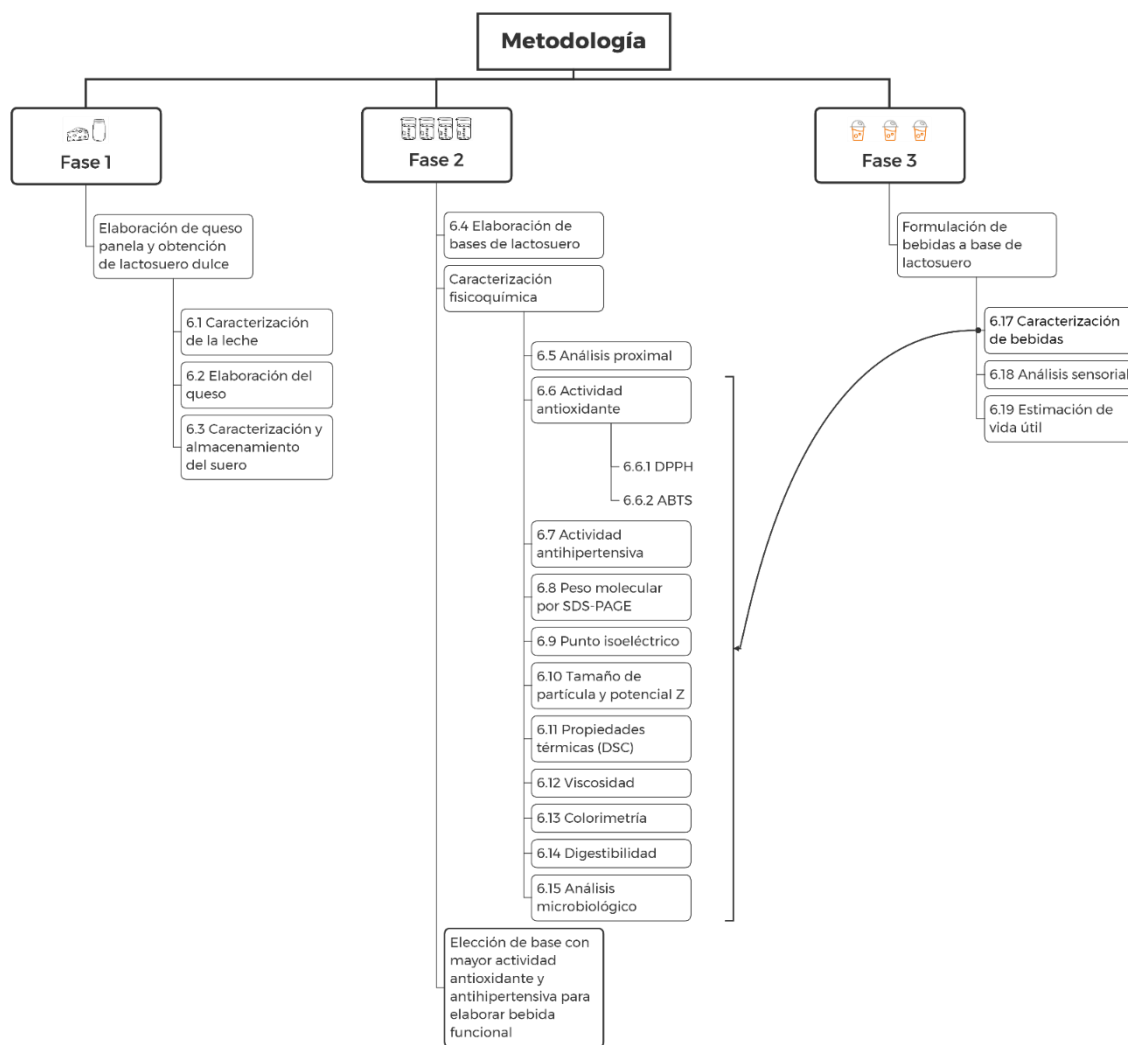 Metodología
Fase 1
Elaboración de queso
panela y obtención
de lactosuero dulce
6.1 Caracterización
de la leche
6.2 Elaboración del
queso
6.3 Caracterización y
almacenamiento
del suero
Fase 2
6.4 Elaboración de
bases de lactosuero
Caracterización
fisicoquímica
6.5 Análisis proximal
6.6 Actividad
antioxidante
6.6.1 DPPH
6.6.2 ABTS
6.7 Actividad
antihipertensiva
6.8 Peso molecular
por SDS-PAGE
6.9 Punto isoeléctrico
6.10 Tamaño de
partícula y potencial Z
6.11 Propiedades
térmicas (DSC)
6.12 Viscosidad
6.13 Colorimetría
6.14 Digestibilidad
6.15 Análisis
microbiológico
Elección de base con
mayor actividad
antioxidante y
antihipertensiva para
elaborar bebida
funcional
Fase 3
Formulación de
bebidas a base de
lactosuero
6.17 Caracterización
de bebidas
6.18 Análisis sensorial
6.19 Estimación de
vida útil